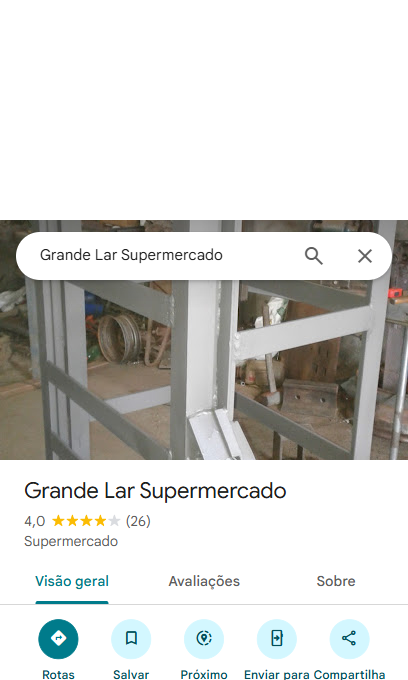 Grande Lar Supermercado
Grande Lar Supermercado
4,0 (26)
Supermercado
Visão geral Avaliações Sobre
Rotas Salvar Próximo Enviar para Compartilha